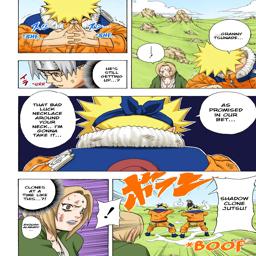 ...GRANNY
TSUNADE...
HE'S
STILL
GETTING
UP...?
AS
PROMISED
IN OUR
BET...
THAT BAD
LUCK
NECKLACE
AROUND
YOUR
NECK... I'M
GONNA
TAKE IT...
SHADOW
CLONE
JUTSU!
*BOOF
!
CLONES
AT A
TIME LIKE
THIS...?!